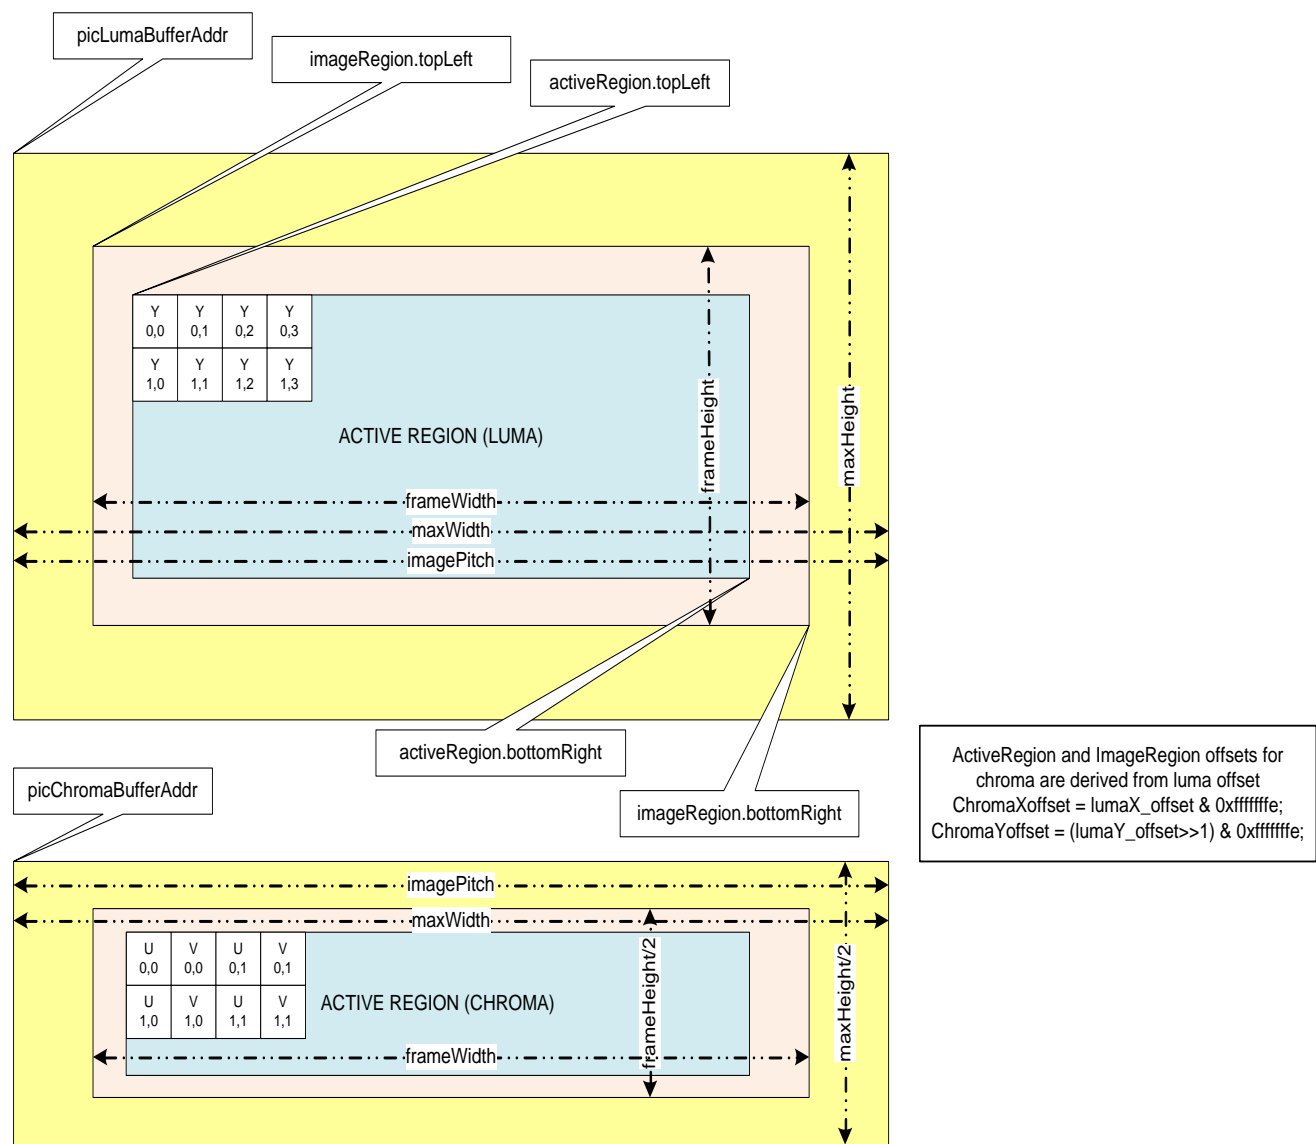 picLumaBufferAddr
imageRegion.topLeft
activeRegion.topLeft
Y Y Y Y
0,0 0,1 0,2 0,3
Y Y Y Y
1,0 1,1 1,2 1,3
ACTIVE REGION (LUMA)
frameHeight
maxHeight
frameWidth
maxWidth
imagePitch
activeRegion.bottomRight
imageRegion.bottomRight
ActiveRegion and ImageRegion offsets for
chroma are derived from luma offset
ChromaXoffset = lumaX_offset & 0xfffffffe;
ChromaYoffset = (lumaY_offset>>1) & 0xfffffffe;
picChromaBufferAddr
imagePitch
maxWidth
U V U V
0,0 0,0 0,1 0,1
U V U V
1,0 1,0 1,1 1,1
ACTIVE REGION (CHROMA)
frameHeight/2
maxHeight/2
frameWidth